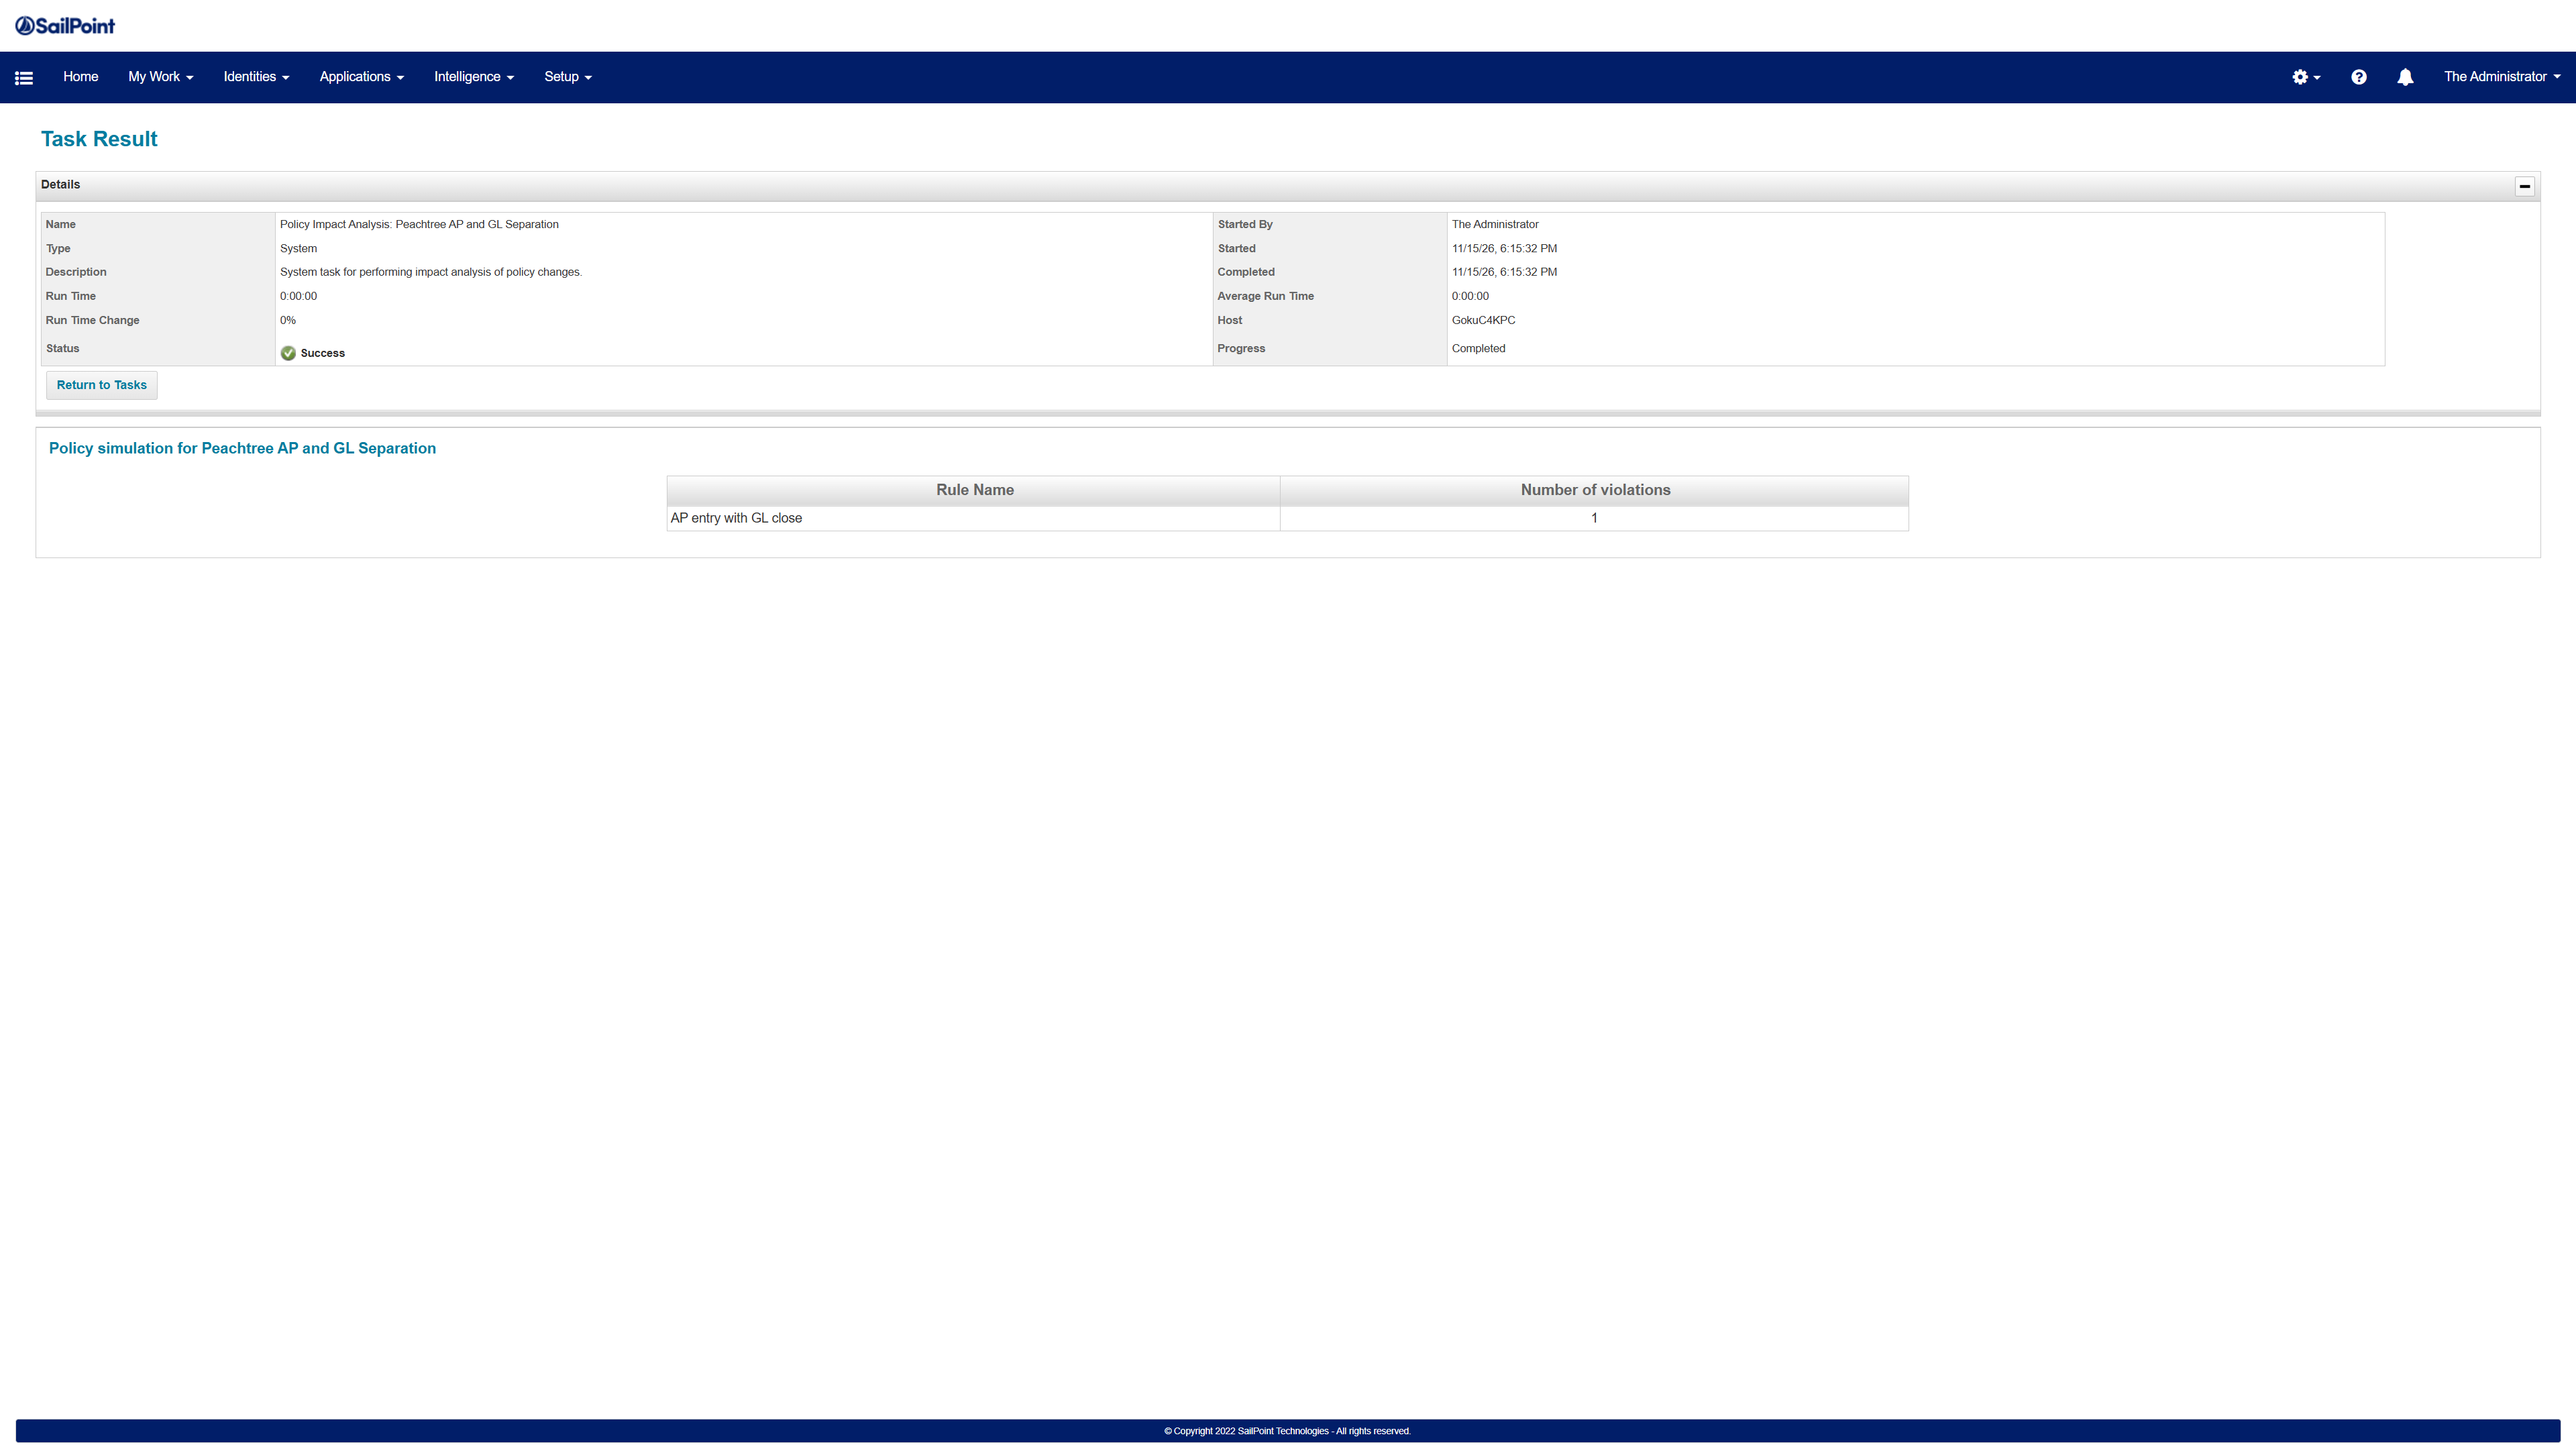 SailPoint
Home My Work Identities Applications Intelligence Setup The Administrator
Task Result
Details
Name Policy Impact Analysis: Peachtree AP and GL Separation Started By The Administrator
Type System Started 11/15/26, 6:15:32 PM
Description System task for performing impact analysis of policy changes. Completed 11/15/26, 6:15:32 PM
Run Time 0:00:00 Average Run Time 0:00:00
Run Time Change 0% Host GokuC4KPC
Status Success Progress Completed
Return to Tasks
Policy simulation for Peachtree AP and GL Separation
Rule Name Number of violations
AP entry with GL close 1
© Copyright 2022 SailPoint Technologies - All rights reserved.